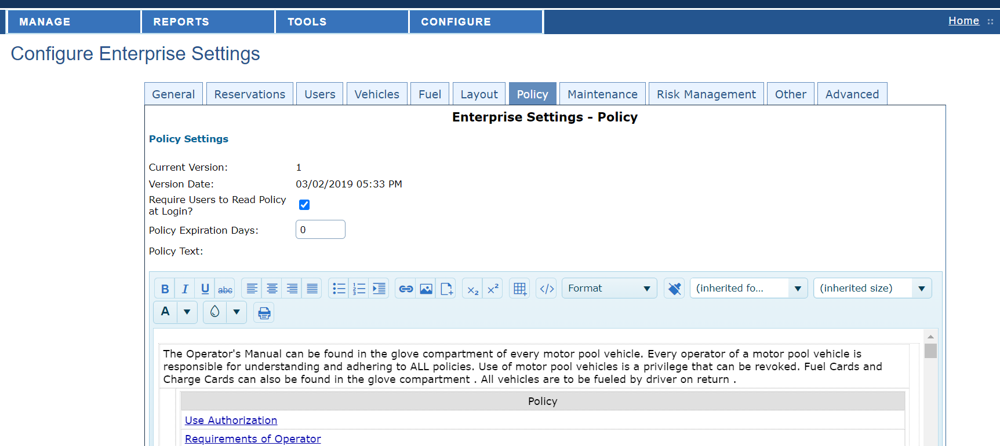 MANAGE REPORTS TOOLS CONFIGURE Home
Configure Enterprise Settings
General Reservations Users Vehicles Fuel Layout Policy Maintenance Risk Management Other Advanced
Enterprise Settings - Policy
Policy Settings
Current Version: 1
Version Date: 03/02/2019 05:33 PM
Require Users to Read Policy
at Login?
Policy Expiration Days: 0
Policy Text:
B I U abc x2 x2 </> Format (inherited fo... (inherited size)
A
The Operator's Manual can be found in the glove compartment of every motor pool vehicle. Every operator of a motor pool vehicle is
responsible for understanding and adhering to ALL policies. Use of motor pool vehicles is a privilege that can be revoked. Fuel Cards and
Charge Cards can also be found in the glove compartment . All vehicles are to be fueled by driver on return .
Policy
Use Authorization
Requirements of Operator